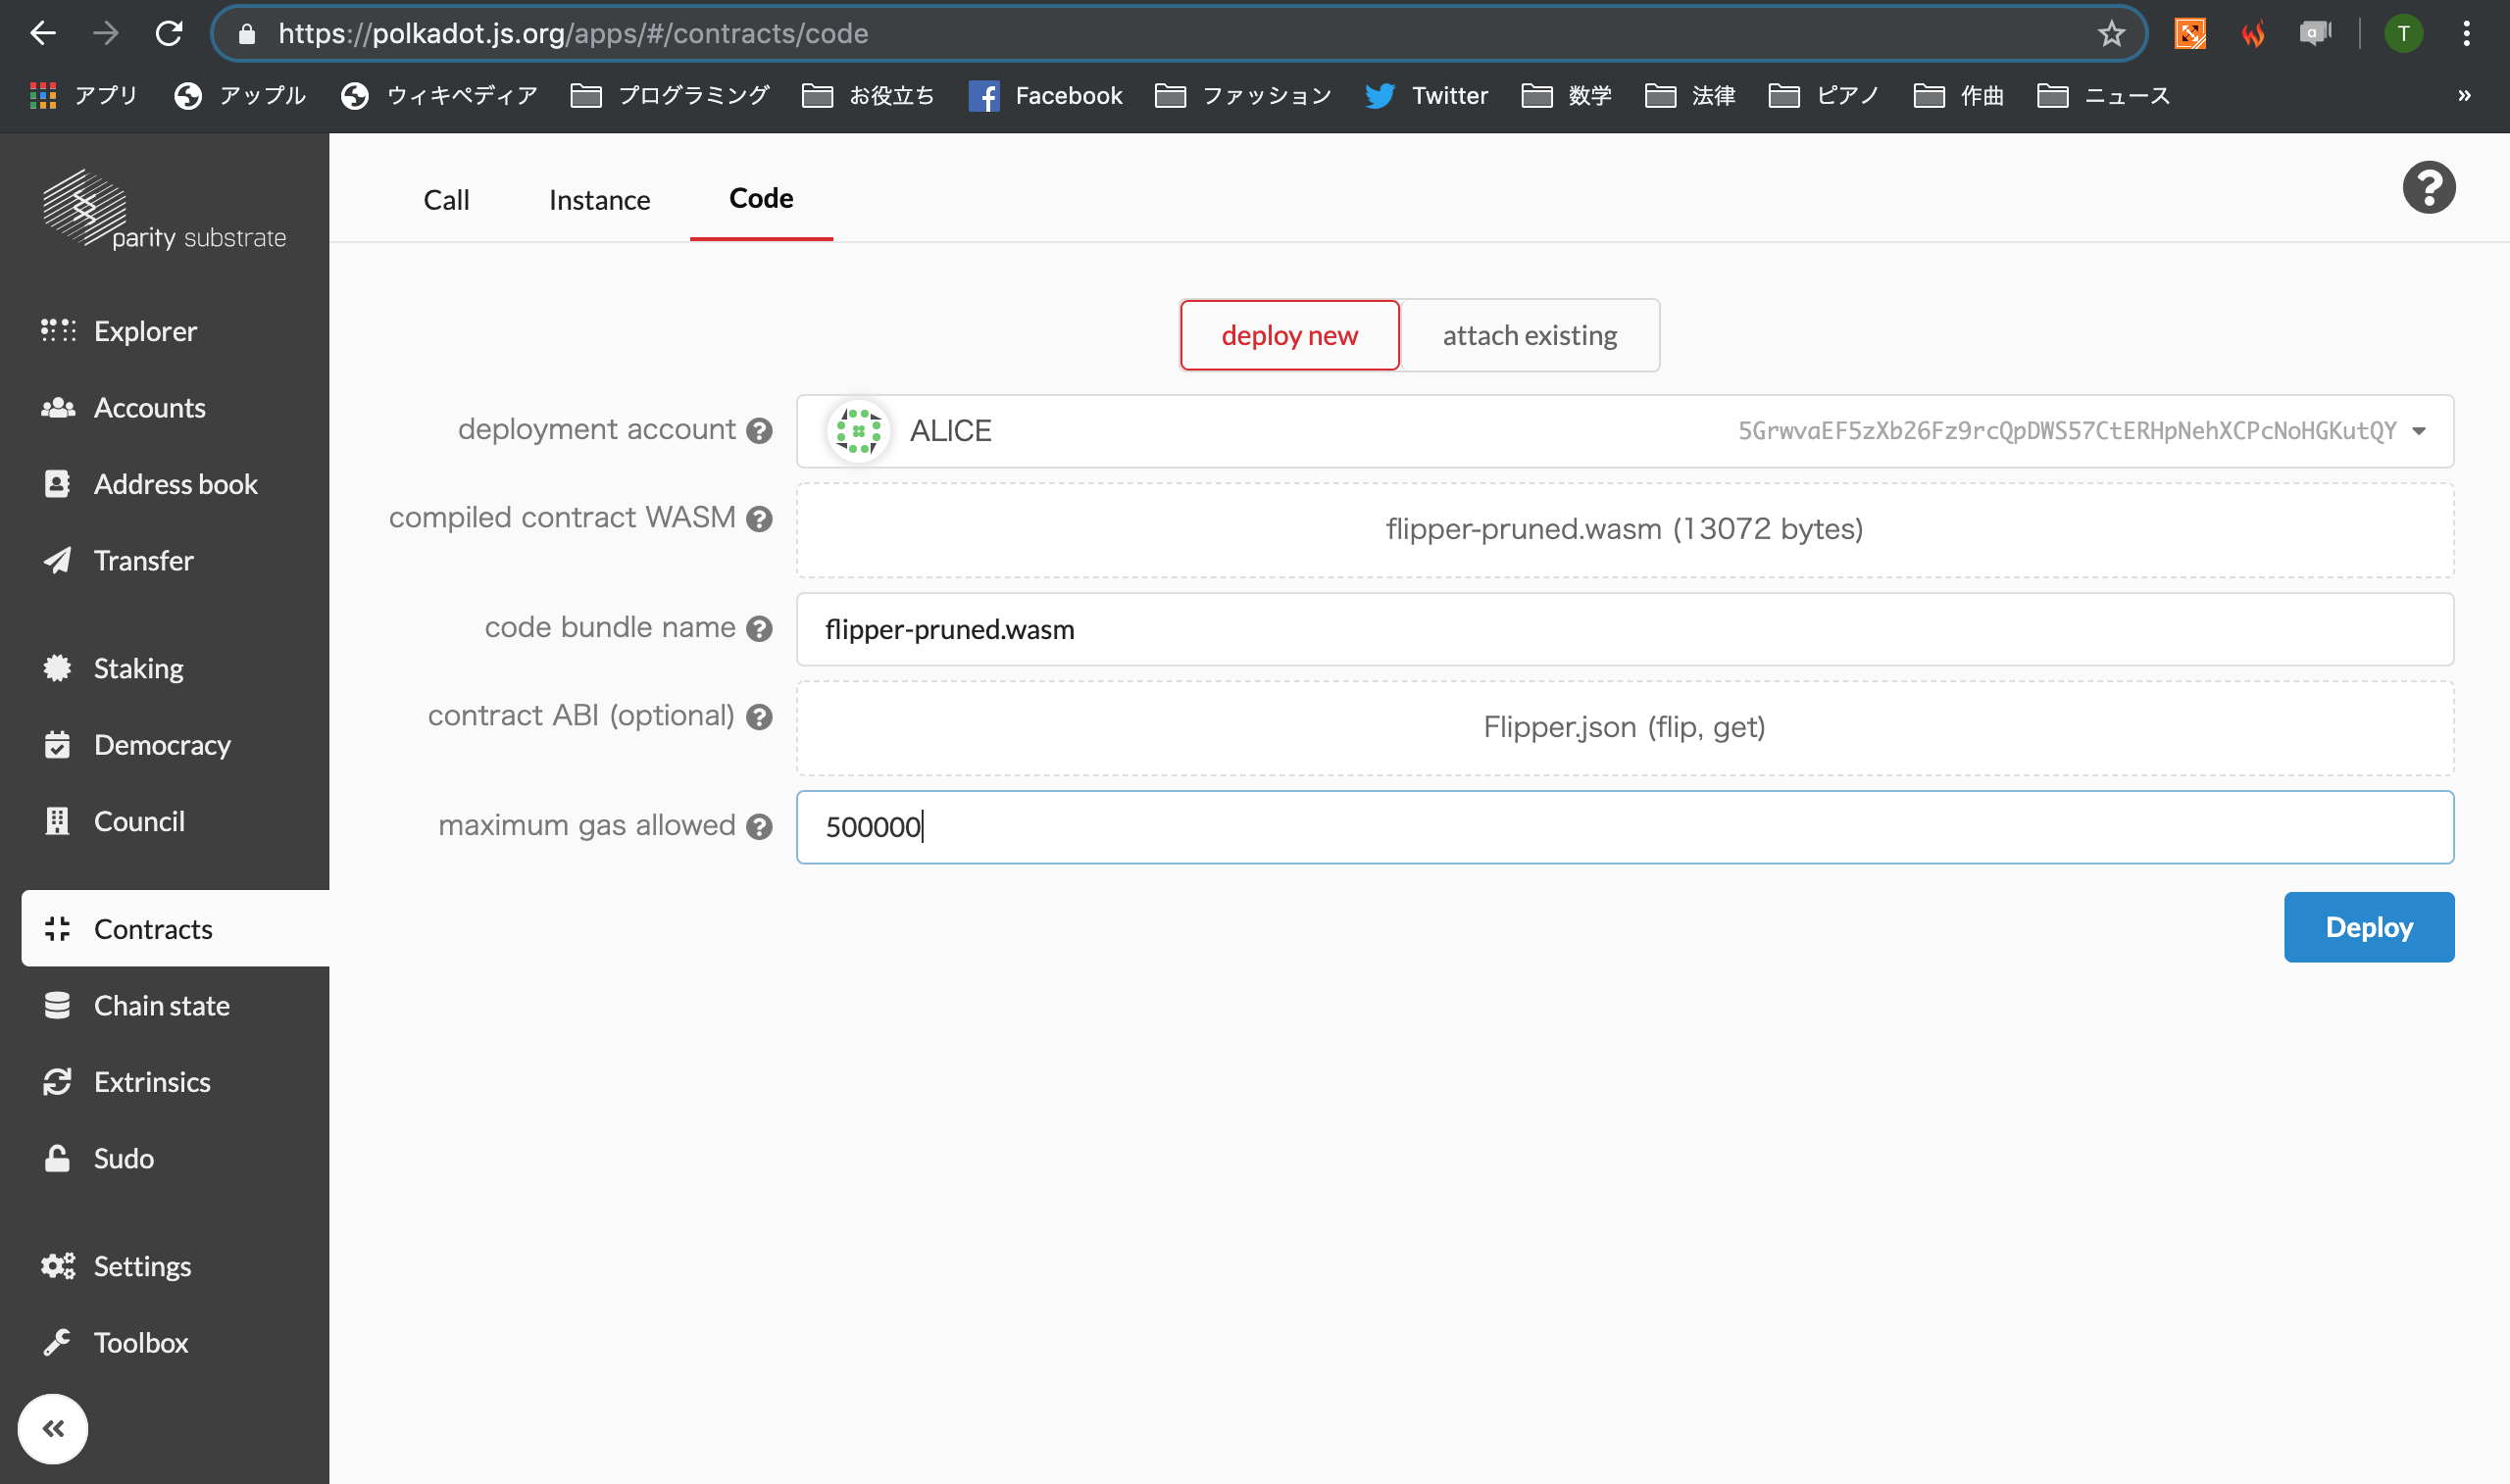 https://polkadot.js.org/apps/#/contracts/code
T
アプリ アップル ウィキペディア プログラミング お役立ち Facebook ファッション Twitter 数学 法律 ピアノ 作曲 ニュース »
parity substrate
Call Instance Code
Explorer
Accounts
Address book
Transfer
Staking
Democracy
Council
Contracts
Chain state
Extrinsics
Sudo
Settings
Toolbox
deploy new attach existing
deployment account ALICE 5GrwvaEF5zXb26Fz9rcQpDWS57CtERHpNehXCPcNoHGKutQY
compiled contract WASM flipper-pruned.wasm (13072 bytes)
code bundle name flipper-pruned.wasm
contract ABI (optional) Flipper.json (flip, get)
maximum gas allowed 500000
Deploy